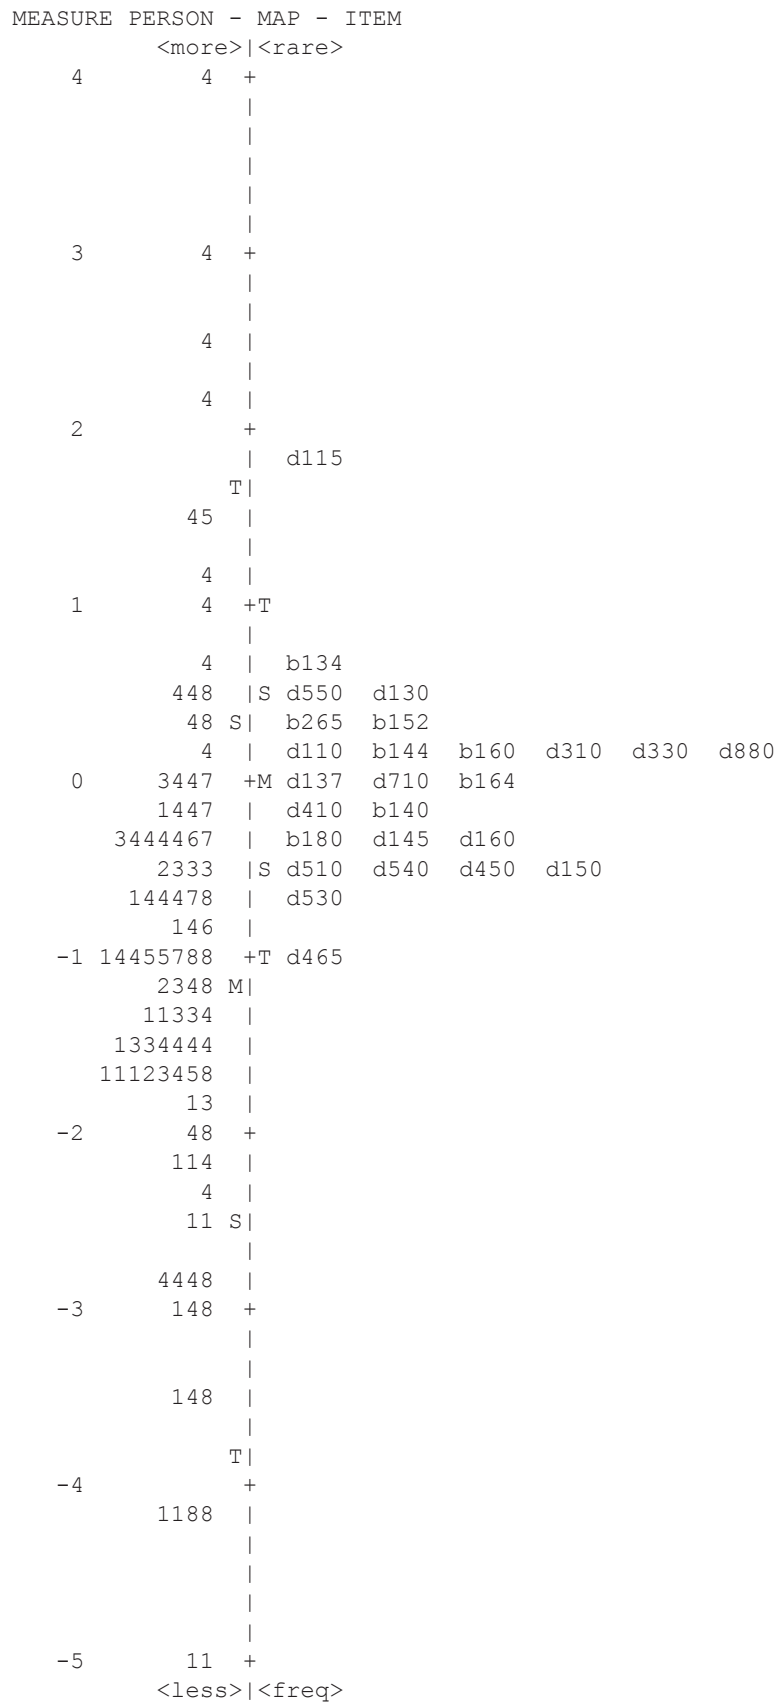 MEASURE PERSON - MAP - ITEM
<more>|<rare>
4 4 +
|
|
|
|
|
3 4 +
|
|
4 |
|
4 |
2 +
| d115
T|
45 |
|
4 |
1 4 +T
|
4 | b134
448 |S d550 d130
48 S| b265 b152
4 | d110 b144 b160 d310 d330 d880
0 3447 +M d137 d710 b164
1447 | d410 b140
3444467 | b180 d145 d160
2333 |S d510 d540 d450 d150
144478 | d530
146 |
-1 14455788 +T d465
2348 M|
11334 |
1334444 |
11123458 |
13 |
-2 48 +
114 |
4 |
11 S|
|
4448 |
-3 148 +
|
|
148 |
|
T|
-4 +
1188 |
|
|
|
|
-5 11 +
<less>|<freq>